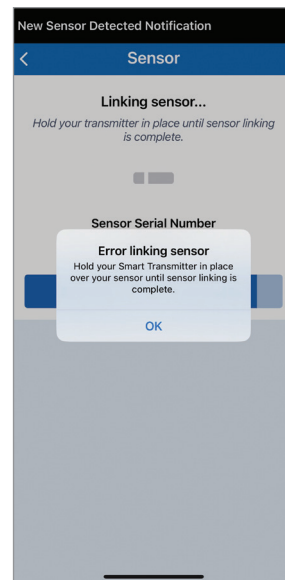 New Sensor Detected Notification
Sensor
Linking sensor...
Hold your transmitter in place until sensor linking
is complete.
Sensor Serial Number
Error linking sensor
Hold your Smart Transmitter in place
over your sensor until sensor linking is
complete.
OK